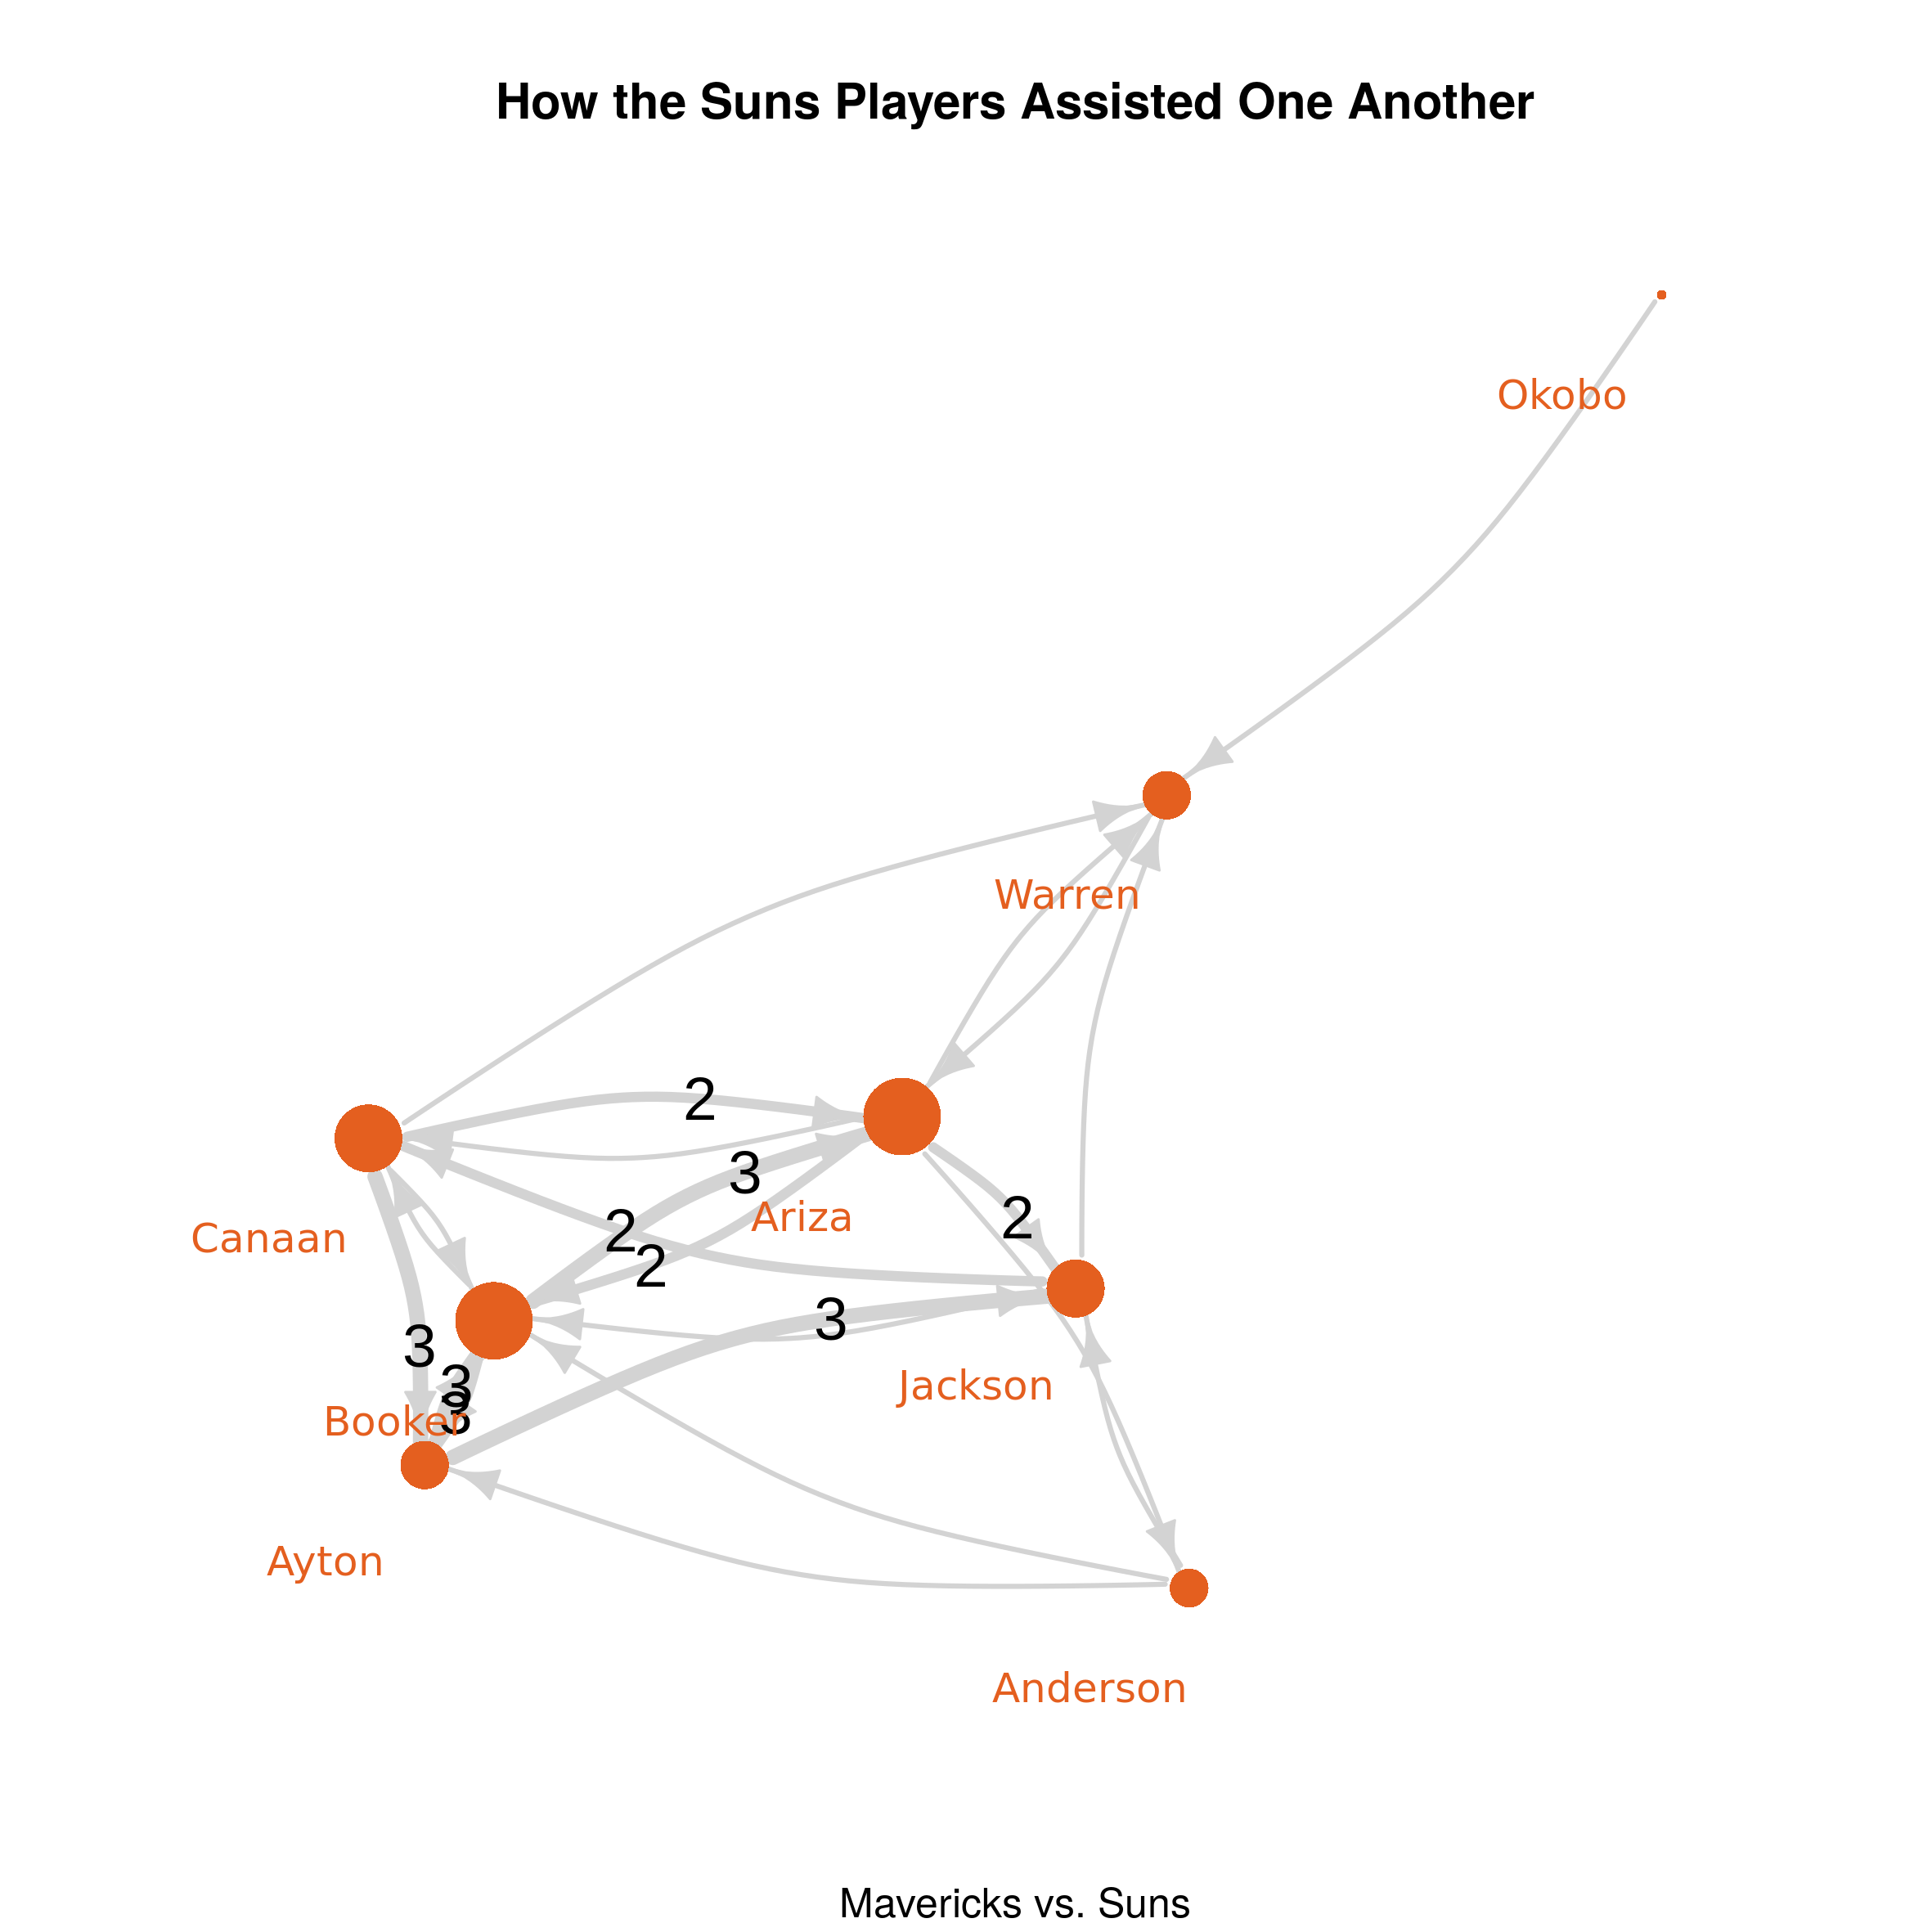 How the Suns Players Assisted One Another
Okobo
Warren
2
3
Ariza
2
2
2
Canaan
3
3
3
3
Jackson
Booker
Ayton
Anderson
Mavericks vs. Suns